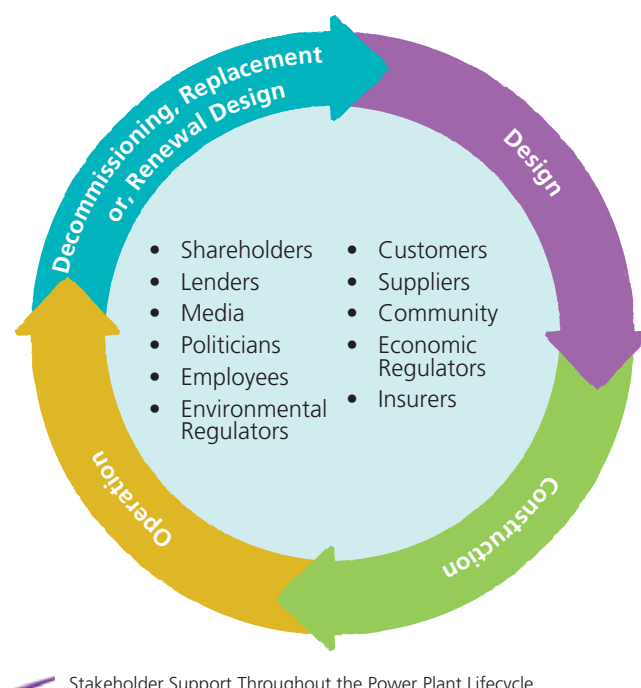 Decommissioning, Replacement
or, Renewal Design
Design
• Shareholders
• Lenders
• Media
• Politicians
• Employees
• Environmental
Regulators
• Customers
• Suppliers
• Community
• Economic
Regulators
• Insurers
Construction
Operation
Stakeholder Support Throughout the Power Plant Lifecycle